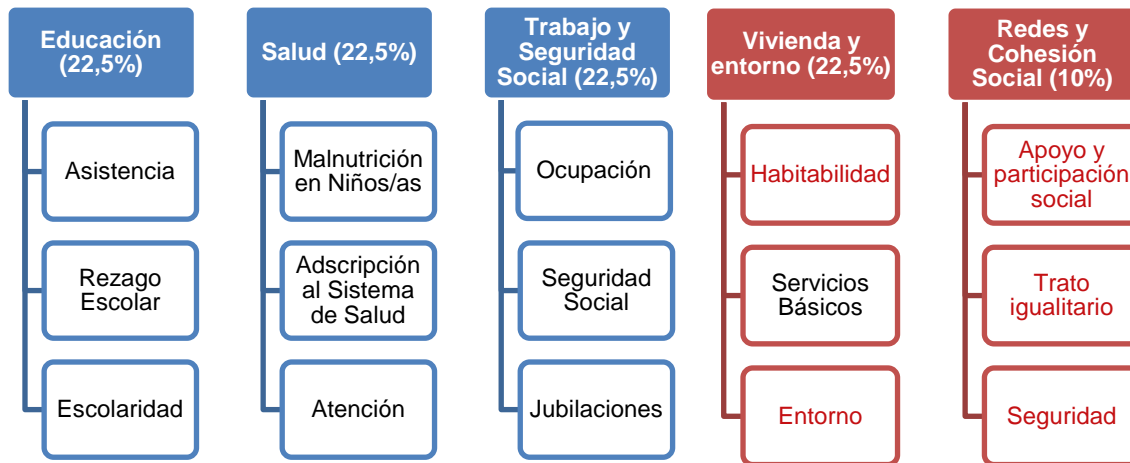 Educación
(22,5%)
Asistencia
Rezago
Escolar
Escolaridad
Salud (22,5%)
Malnutrición
en Niños/as
Adscripción
al Sistema
de Salud
Atención
Trabajo y
Seguridad
Social (22,5%)
Ocupación
Seguridad
Social
Jubilaciones
Vivienda y
entorno (22,5%)
Habitabilidad
Servicios
Básicos
Entorno
Redes y
Cohesión
Social (10%)
Apoyo y
participación
social
Trato
igualitario
Seguridad